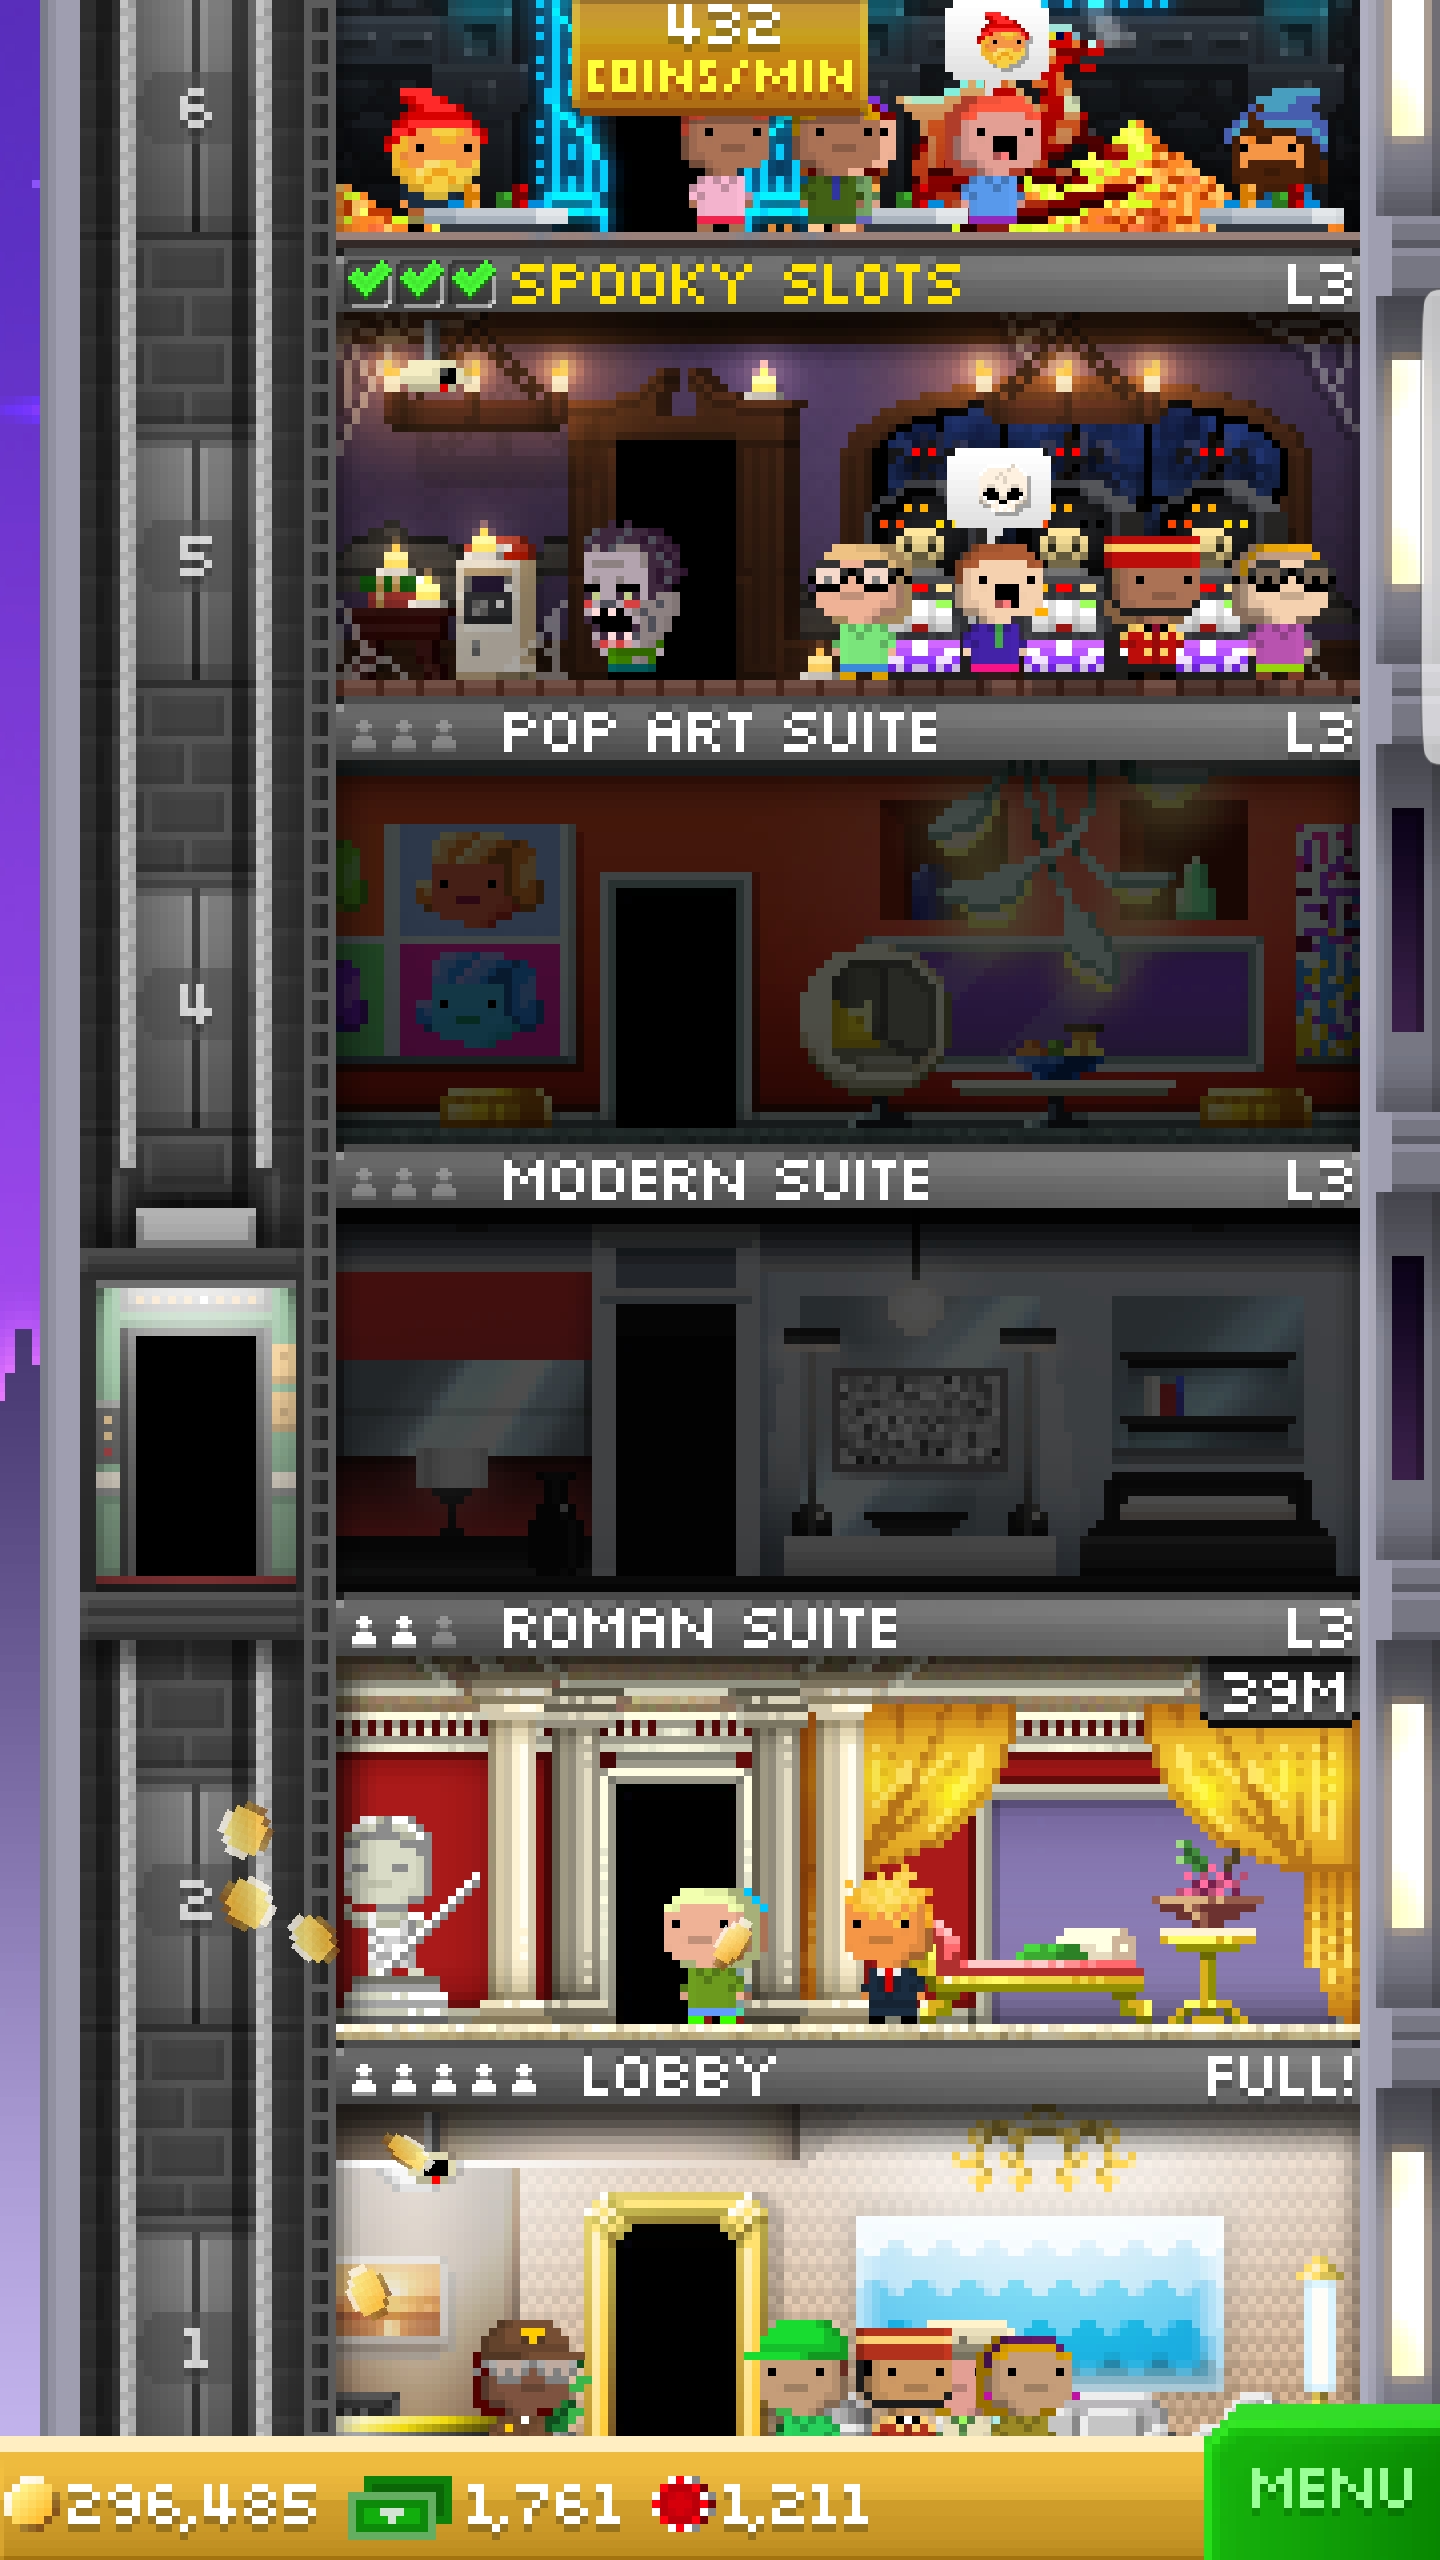 432
COINS/MIN
6
SPOOKY SLOTS L3
5
POP ART SUITE L3
4
MODERN SUITE L3
ROMAN SUITE L3
39M
2
LOBBY FULL!
1
296,485 1,761 1,211 MENU